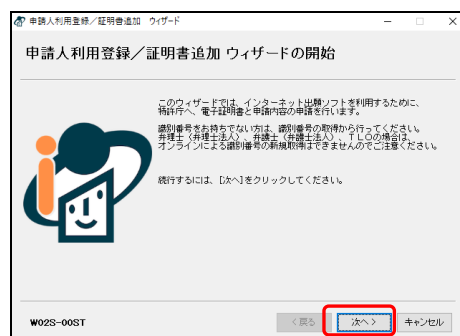 申請人利用登録／証明書追加 ウィザード
申請人利用登録／証明書追加 ウィザードの開始
このウィザードでは、インターネット出願ソフトを利用するために、
特許庁へ、電子証明書と申請内容の申請を行います。
識別番号をお持ちでない方は、識別番号の取得から行ってください。
弁理士（弁理士法人）、弁護士（弁護士法人）、ＴＬＯの場合は、
オンラインによる識別番号の新規取得はできませんのでご注意ください。
続行するには、［次へ］をクリックしてください。
W02S-00ST
＜戻る
次へ＞
キャンセル